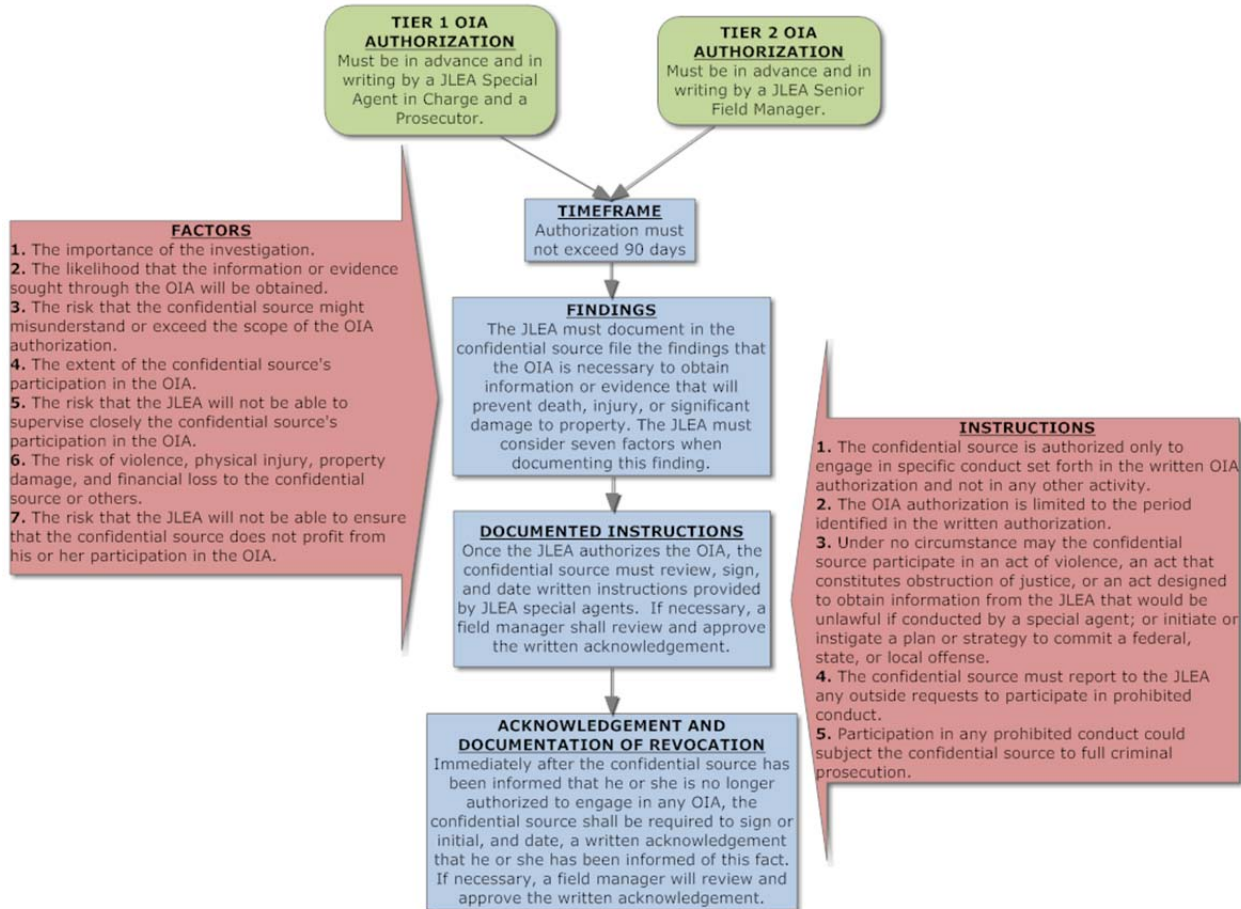 TIER 1 OIA
AUTHORIZATION
Must be in advance and in
writing by a JLEA Special
Agent in Charge and a
Prosecutor.
TIER 2 OIA
AUTHORIZATION
Must be in advance and in
writing by a JLEA Senior
Field Manager.
TIMEFRAME
Authorization must
not exceed 90 days
FACTORS
1. The importance of the investigation.
2. The likelihood that the information or evidence
sought through the OIA will be obtained.
3. The risk that the confidential source might
misunderstand or exceed the scope of the OIA
authorization.
4. The extent of the confidential source's
participation in the OIA.
5. The risk that the JLEA will not be able to
supervise closely the confidential source's
participation in the OIA.
6. The risk of violence, physical injury, property
damage, and financial loss to the confidential
source or others.
7. The risk that the JLEA will not be able to ensure
that the confidential source does not profit from
his or her participation in the OIA.
FINDINGS
The JLEA must document in the
confidential source file the findings that
the OIA is necessary to obtain
information or evidence that will
prevent death, injury, or significant
damage to property. The JLEA must
consider seven factors when
documenting this finding.
INSTRUCTIONS
1. The confidential source is authorized only to
engage in specific conduct set forth in the written OIA
authorization and not in any other activity.
2. The OIA authorization is limited to the period
identified in the written authorization.
3. Under no circumstance may the confidential
source participate in an act of violence, an act that
constitutes obstruction of justice, or an act designed
to obtain information from the JLEA that would be
unlawful if conducted by a special agent; or initiate or
instigate a plan or strategy to commit a federal,
state, or local offense.
4. The confidential source must report to the JLEA
any outside requests to participate in prohibited
conduct.
5. Participation in any prohibited conduct could
subject the confidential source to full criminal
prosecution.
DOCUMENTED INSTRUCTIONS
Once the JLEA authorizes the OIA, the
confidential source must review, sign,
and date written instructions provided
by JLEA special agents. If necessary, a
field manager shall review and approve
the written acknowledgement.
ACKNOWLEDGEMENT AND
DOCUMENTATION OF REVOCATION
Immediately after the confidential source has
been informed that he or she is no longer
authorized to engage in any OIA, the
confidential source shall be required to sign or
initial, and date, a written acknowledgement
that he or she has been informed of this fact.
If necessary, a field manager will review and
approve the written acknowledgement.